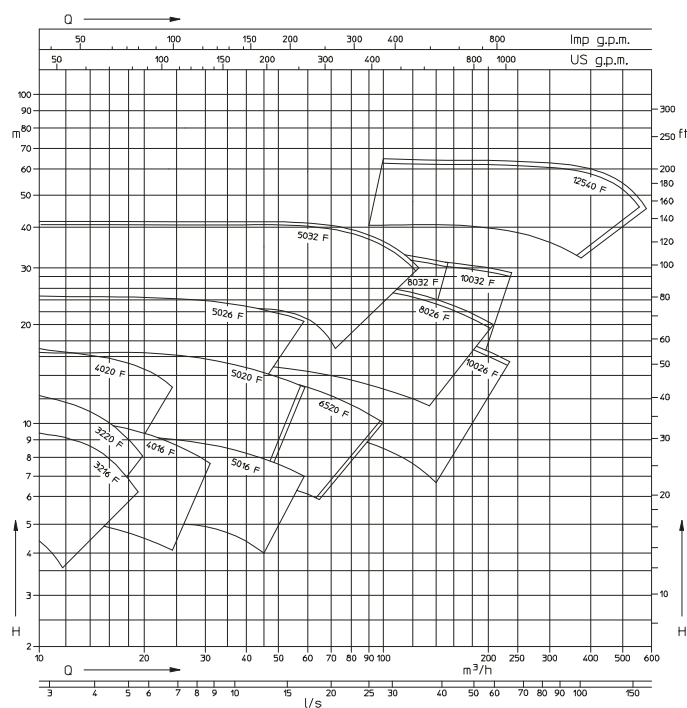 Q
50 100 200 300 400 800 Imp g.p.m.
50 100 200 300 400 800 1000 US g.p.m.
100
90
80
m
70
60
50
40
30
20
10
9
8
7
6
5
4
3
2
H
300
250
ft
200
180
160
140
120
100
80
60
50
40
30
20
10
H
12540 F
5032 F
8032 F
10032 F
5026 F
8026 F
4020 F
5020 F
10026 F
6520 F
3220 F
4016 F
3216 F
5016 F
10 20 30 40 50 60 70 80 90 100 200 250 300 400 500 600
Q
m³/h
3 4 5 6 7 8 9 10 15 20 25 30 40 50 60 70 80 90 100 150
l/s